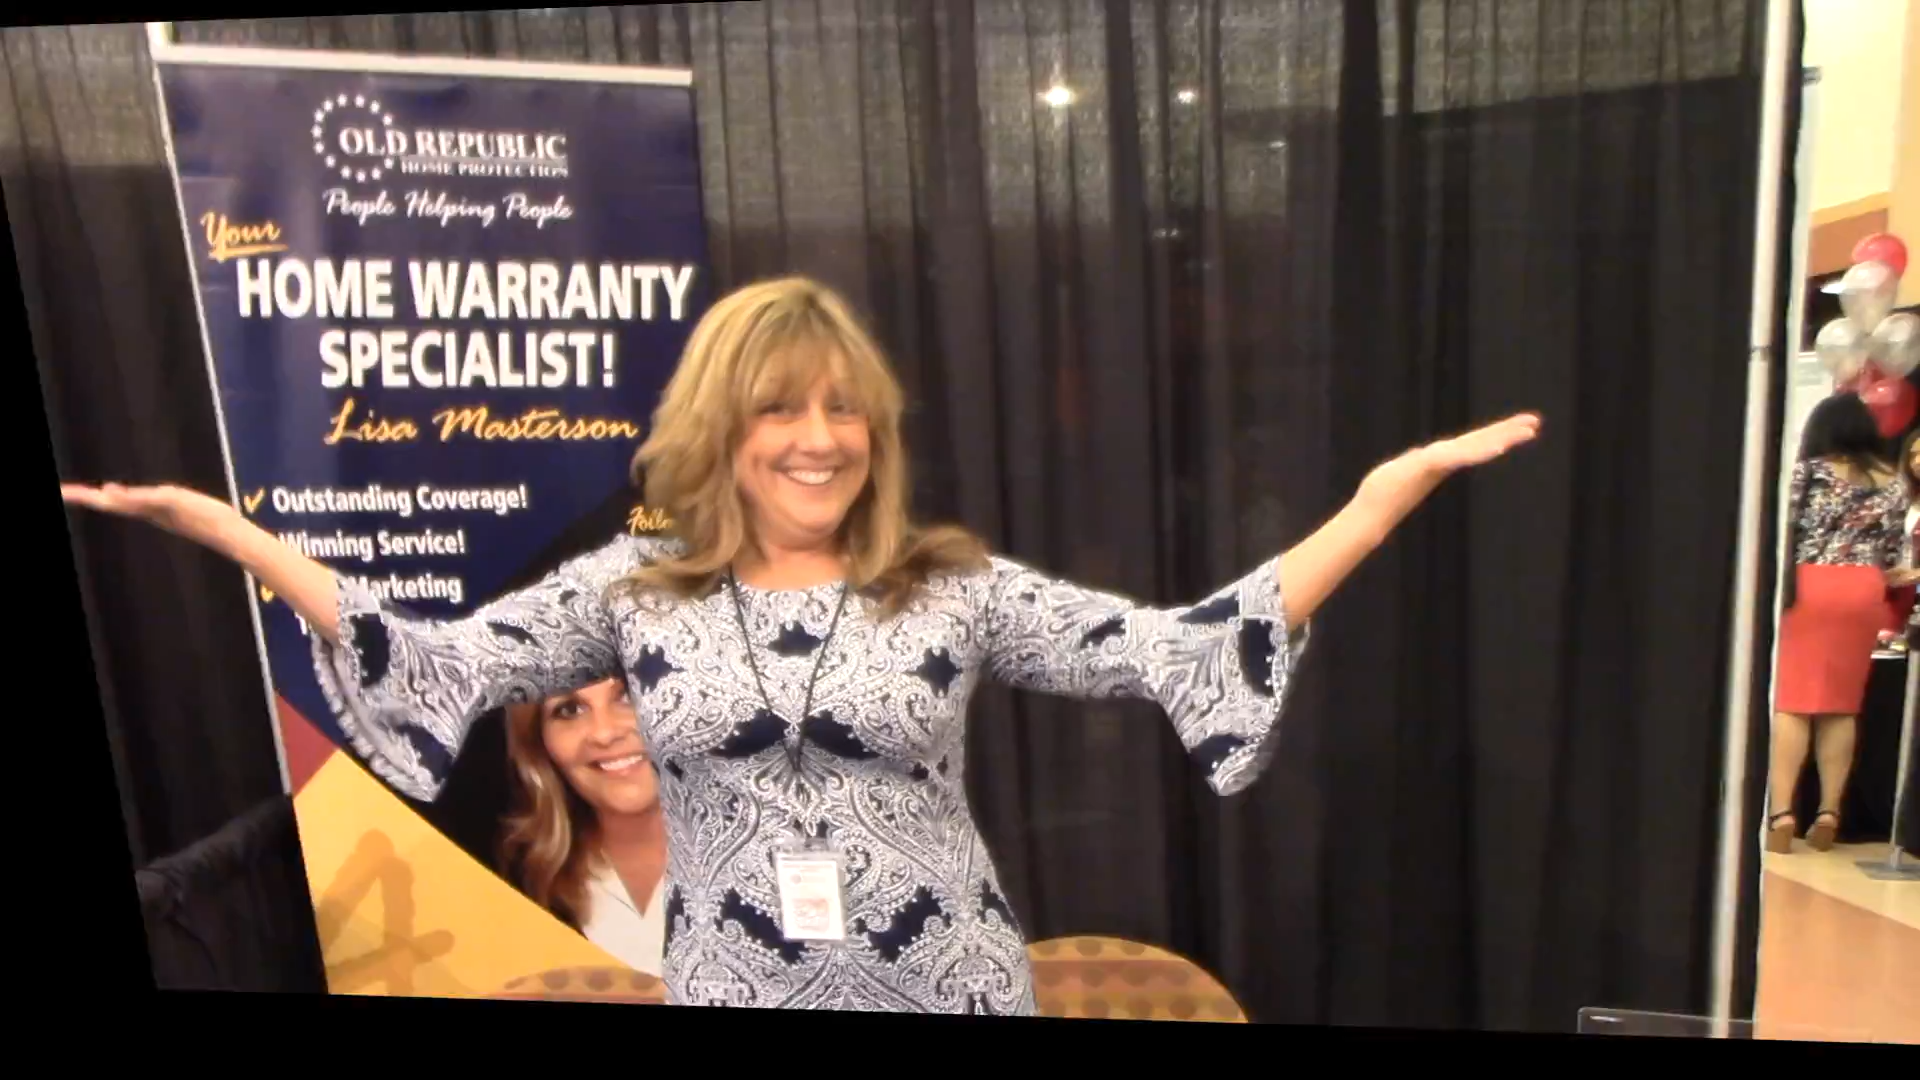 OLD REPUBLIC
HOME PROTECTION
People Helping People
Your
HOME WARRANTY
SPECIALIST!
Lisa Masterson
Outstanding Coverage!
Winning Service!
Marketing